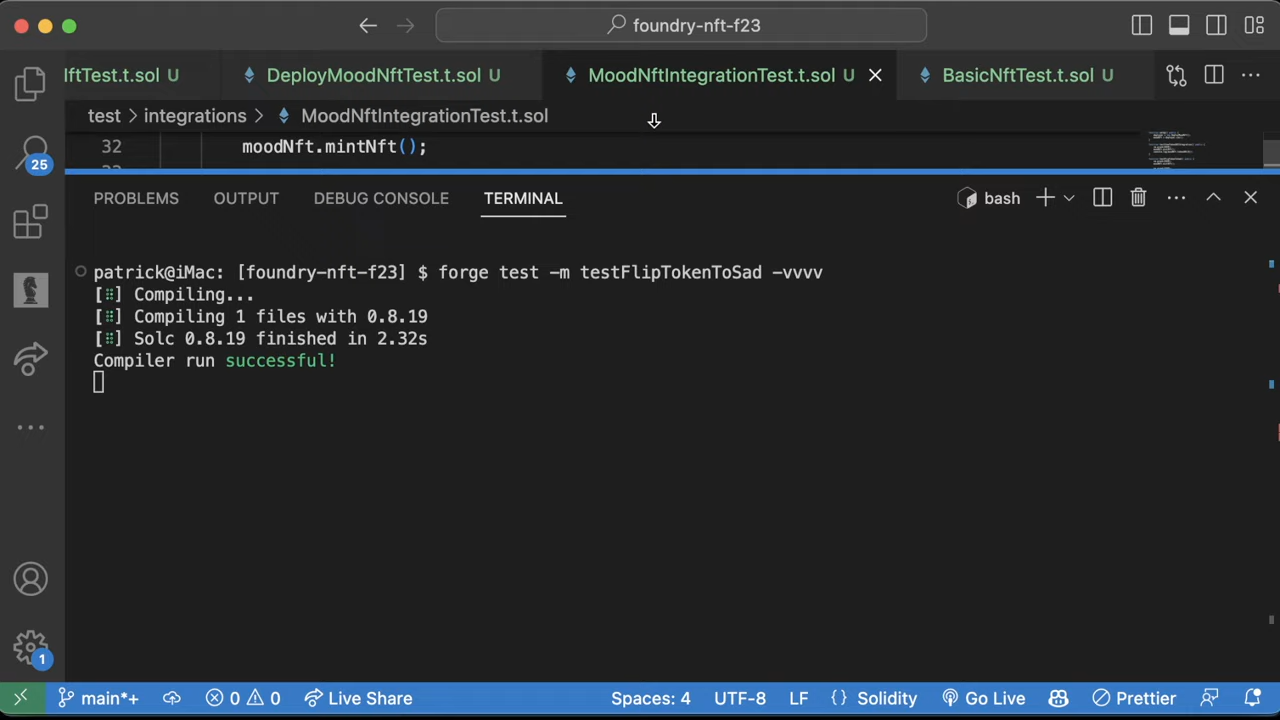 foundry-nft-f23
ftTest.t.sol U
DeployMoodNftTest.t.sol U
MoodNftIntegrationTest.t.sol U
BasicNftTest.t.sol U
test > integrations > MoodNftIntegrationTest.t.sol
32 moodNft.mintNft();
25
PROBLEMS OUTPUT DEBUG CONSOLE TERMINAL
bash
patrick@iMac: [foundry-nft-f23] $ forge test -m testFlipTokenToSad -vvvv
[⠿] Compiling...
[⠿] Compiling 1 files with 0.8.19
[⠿] Solc 0.8.19 finished in 2.32s
Compiler run successful!
1
main*+ 0 0 Live Share Spaces: 4 UTF-8 LF {} Solidity Go Live Prettier